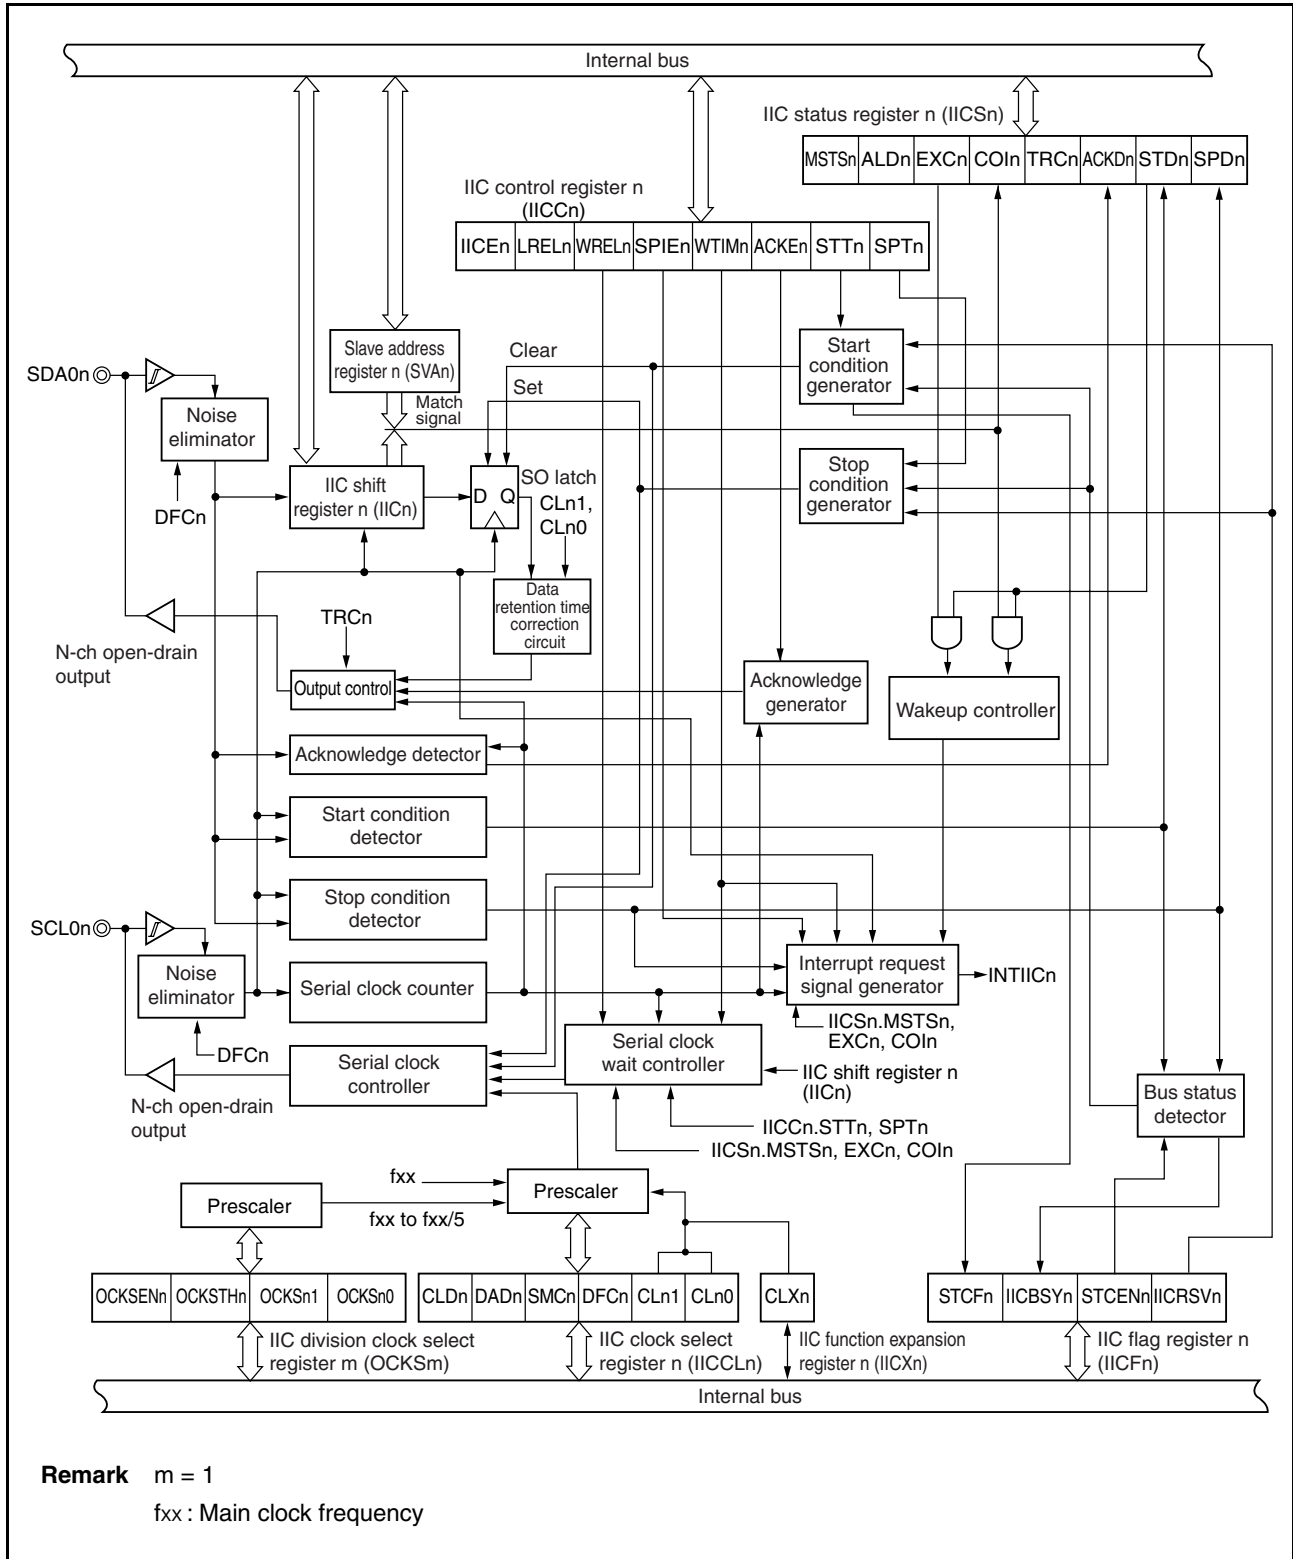 Internal bus
IIC status register n (IICSn)
MSTSn ALDn EXCn COIn TRCn ACKDn STDn SPDn
IIC control register n
(IICCn)
IICEn LRELn WRELn SPIEn WTIMn ACKEn STTn SPTn
Slave address
register n (SVAn)
Clear
Start
condition
generator
SDA0n
Set
Match
signal
Noise
eliminator
Stop
condition
generator
IIC shift
register n (IICn)
D Q
SO latch
CLn1,
CLn0
DFCn
Data
retention time
correction
circuit
TRCn
N-ch open-drain
output
Output control
Acknowledge
generator
Wakeup controller
Acknowledge detector
Start condition
detector
Stop condition
detector
SCL0n
Noise
eliminator
Serial clock counter
Interrupt request
signal generator
INTIICn
IICSn.MSTSn,
EXCn, COIn
DFCn
Serial clock
controller
Serial clock
wait controller
IIC shift register n
(IICn)
Bus status
detector
N-ch open-drain
output
IICCn.STTn, SPTn
IICSn.MSTSn, EXCn, COIn
fxx
Prescaler
Prescaler
fxx to fxx/5
OCKSENn OCKSTHn OCKSn1 OCKSn0
CLDn DADn SMCn DFCn CLn1 CLn0
CLXn
STCFn IICBSYn STCENn IICRSVn
IIC division clock select
register m (OCKSm)
IIC clock select
register n (IICCLn)
IIC function expansion
register n (IICXn)
IIC flag register n
(IICFn)
Internal bus
Remark m = 1
fxx : Main clock frequency